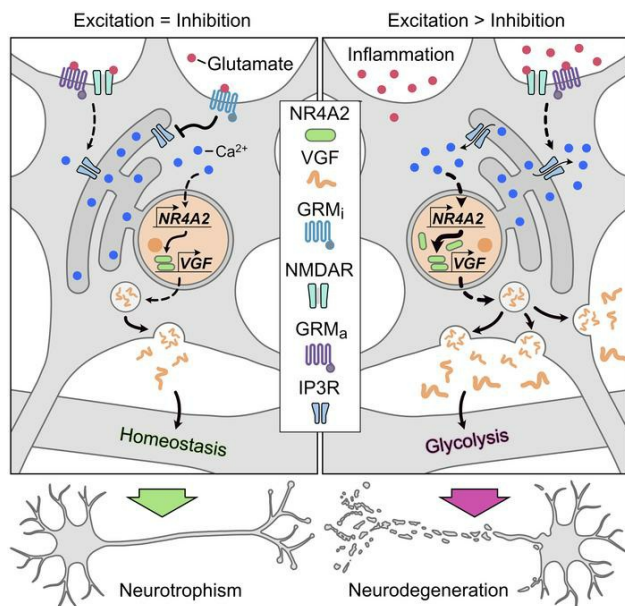 Excitation = Inhibition
Excitation > Inhibition
Glutamate
Ca²⁺
NR4A2
VGF
Homeostasis
Inflammation
NR4A2
VGF
GRMi
NMDAR
GRMa
IP3R
NR4A2
VGF
Glycolysis
Neurotrophism
Neurodegeneration